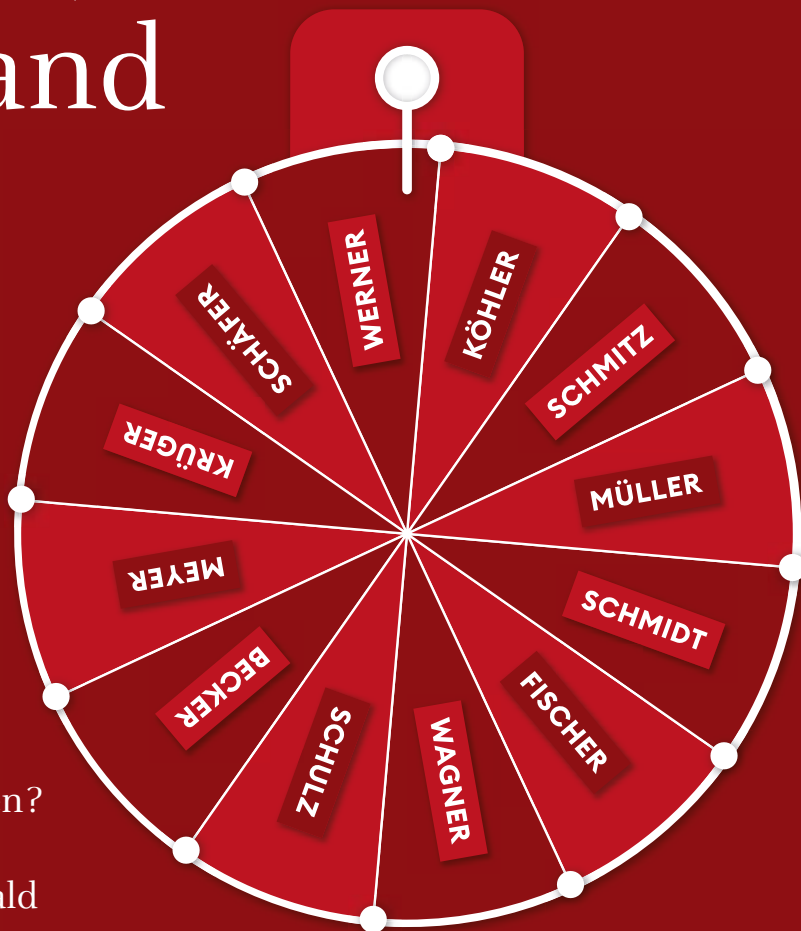 and
WERNER
KÖHLER
SCHMITZ
MÜLLER
SCHMIDT
FISCHER
WAGNER
SCHULZ
BECKER
MEYER
KRÜGER
SCHÄFER
n?
ald